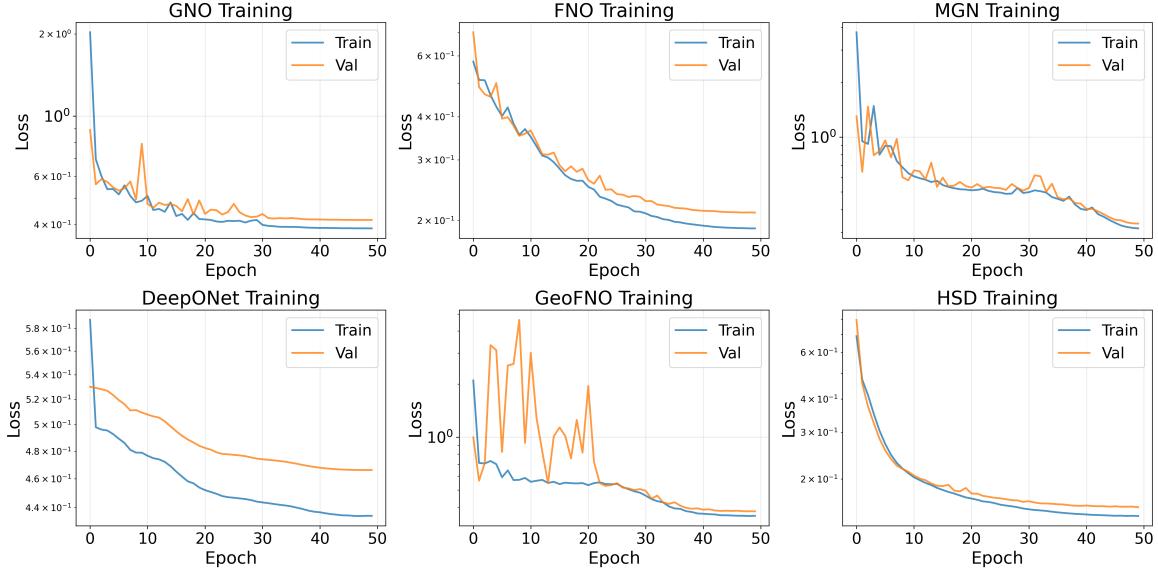 GNO Training
2 × 10⁰
10⁰
6 × 10⁻¹
4 × 10⁻¹
Loss
Train
Val
0 10 20 30 40 50
Epoch
FNO Training
6 × 10⁻¹
4 × 10⁻¹
3 × 10⁻¹
2 × 10⁻¹
Loss
Train
Val
0 10 20 30 40 50
Epoch
MGN Training
10⁰
Loss
Train
Val
0 10 20 30 40 50
Epoch
DeepONet Training
5.8 × 10⁻¹
5.6 × 10⁻¹
5.4 × 10⁻¹
5.2 × 10⁻¹
5 × 10⁻¹
4.8 × 10⁻¹
4.6 × 10⁻¹
4.4 × 10⁻¹
Loss
Train
Val
0 10 20 30 40 50
Epoch
GeoFNO Training
10⁰
Loss
Train
Val
0 10 20 30 40 50
Epoch
HSD Training
6 × 10⁻¹
4 × 10⁻¹
3 × 10⁻¹
2 × 10⁻¹
Loss
Train
Val
0 10 20 30 40 50
Epoch